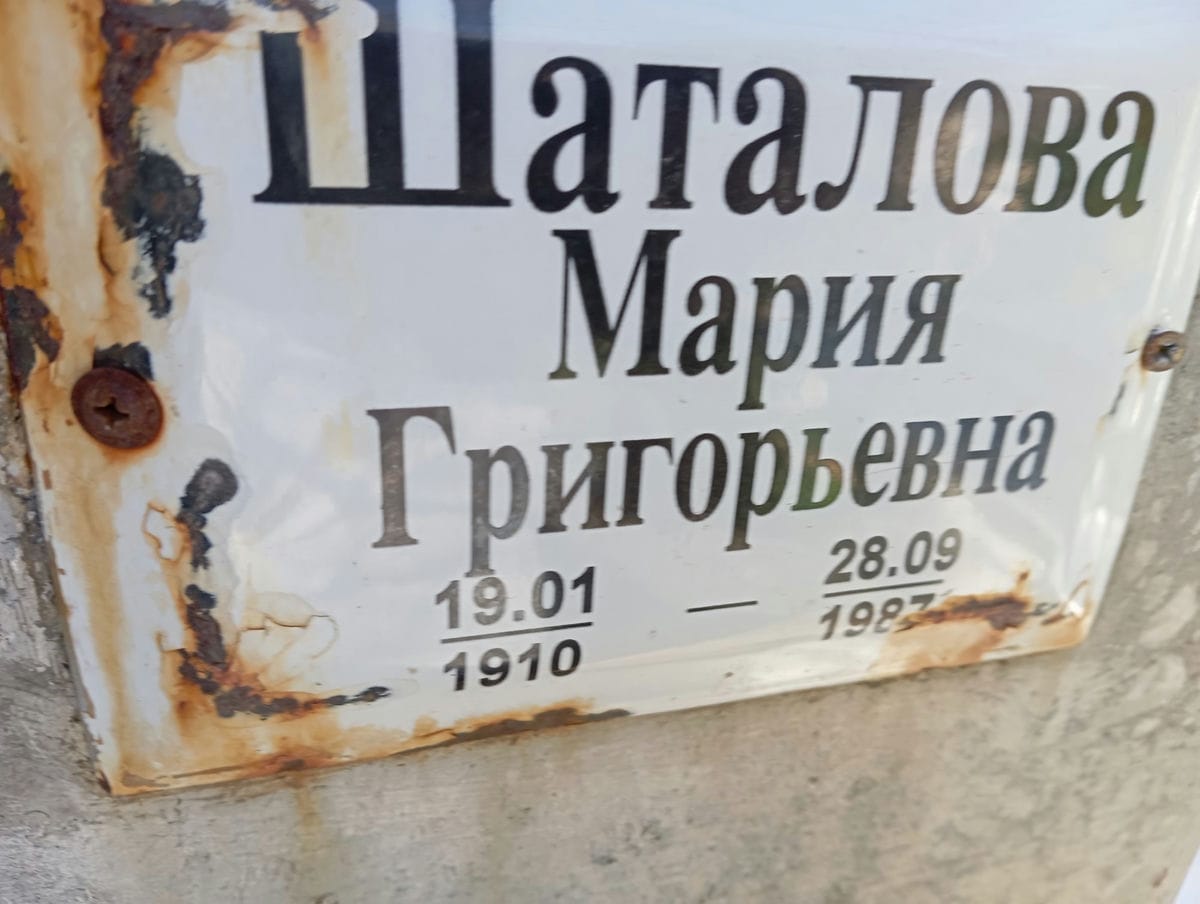 Шаталова
Мария
Григорьевна
19.01 — 28.09
1910 1987